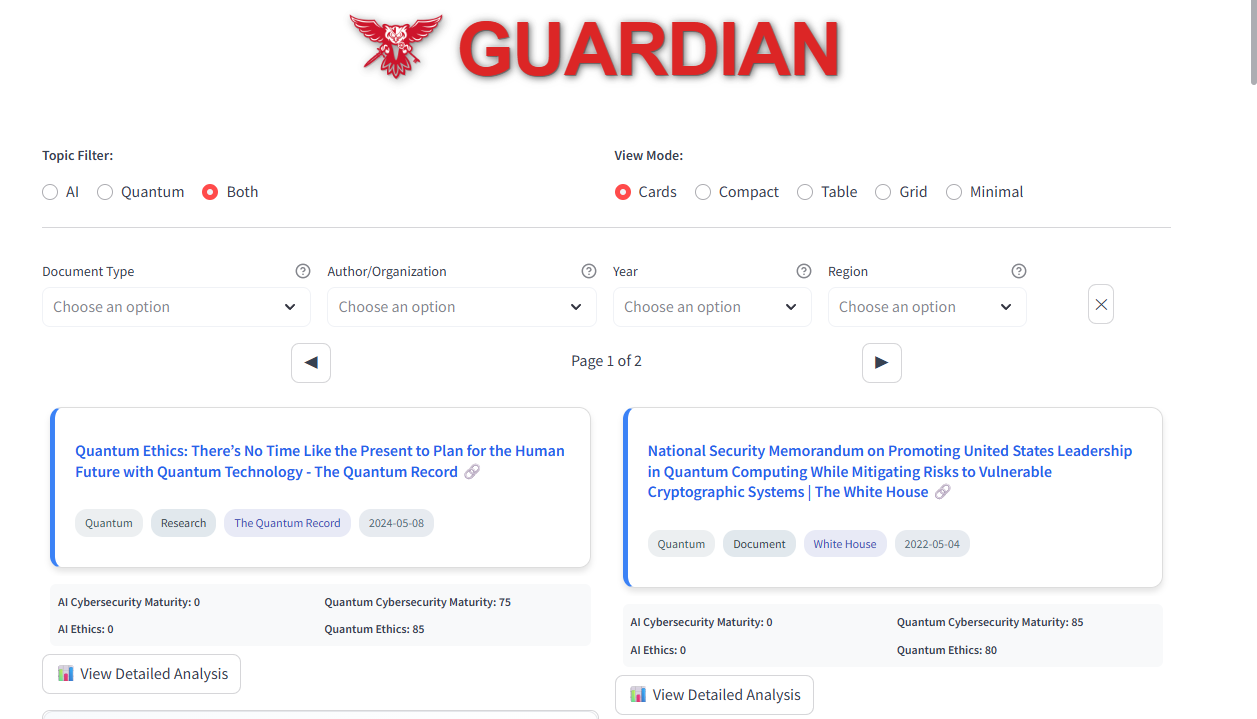 GUARDIAN
Topic Filter:
AI Quantum Both
View Mode:
Cards Compact Table Grid Minimal
Document Type Author/Organization Year Region
Choose an option Choose an option Choose an option Choose an option
Page 1 of 2
Quantum Ethics: There’s No Time Like the Present to Plan for the Human
Future with Quantum Technology - The Quantum Record
Quantum Research The Quantum Record 2024-05-08
AI Cybersecurity Maturity: 0 Quantum Cybersecurity Maturity: 75
AI Ethics: 0 Quantum Ethics: 85
View Detailed Analysis
National Security Memorandum on Promoting United States Leadership
in Quantum Computing While Mitigating Risks to Vulnerable
Cryptographic Systems | The White House
Quantum Document White House 2022-05-04
AI Cybersecurity Maturity: 0 Quantum Cybersecurity Maturity: 85
AI Ethics: 0 Quantum Ethics: 80
View Detailed Analysis